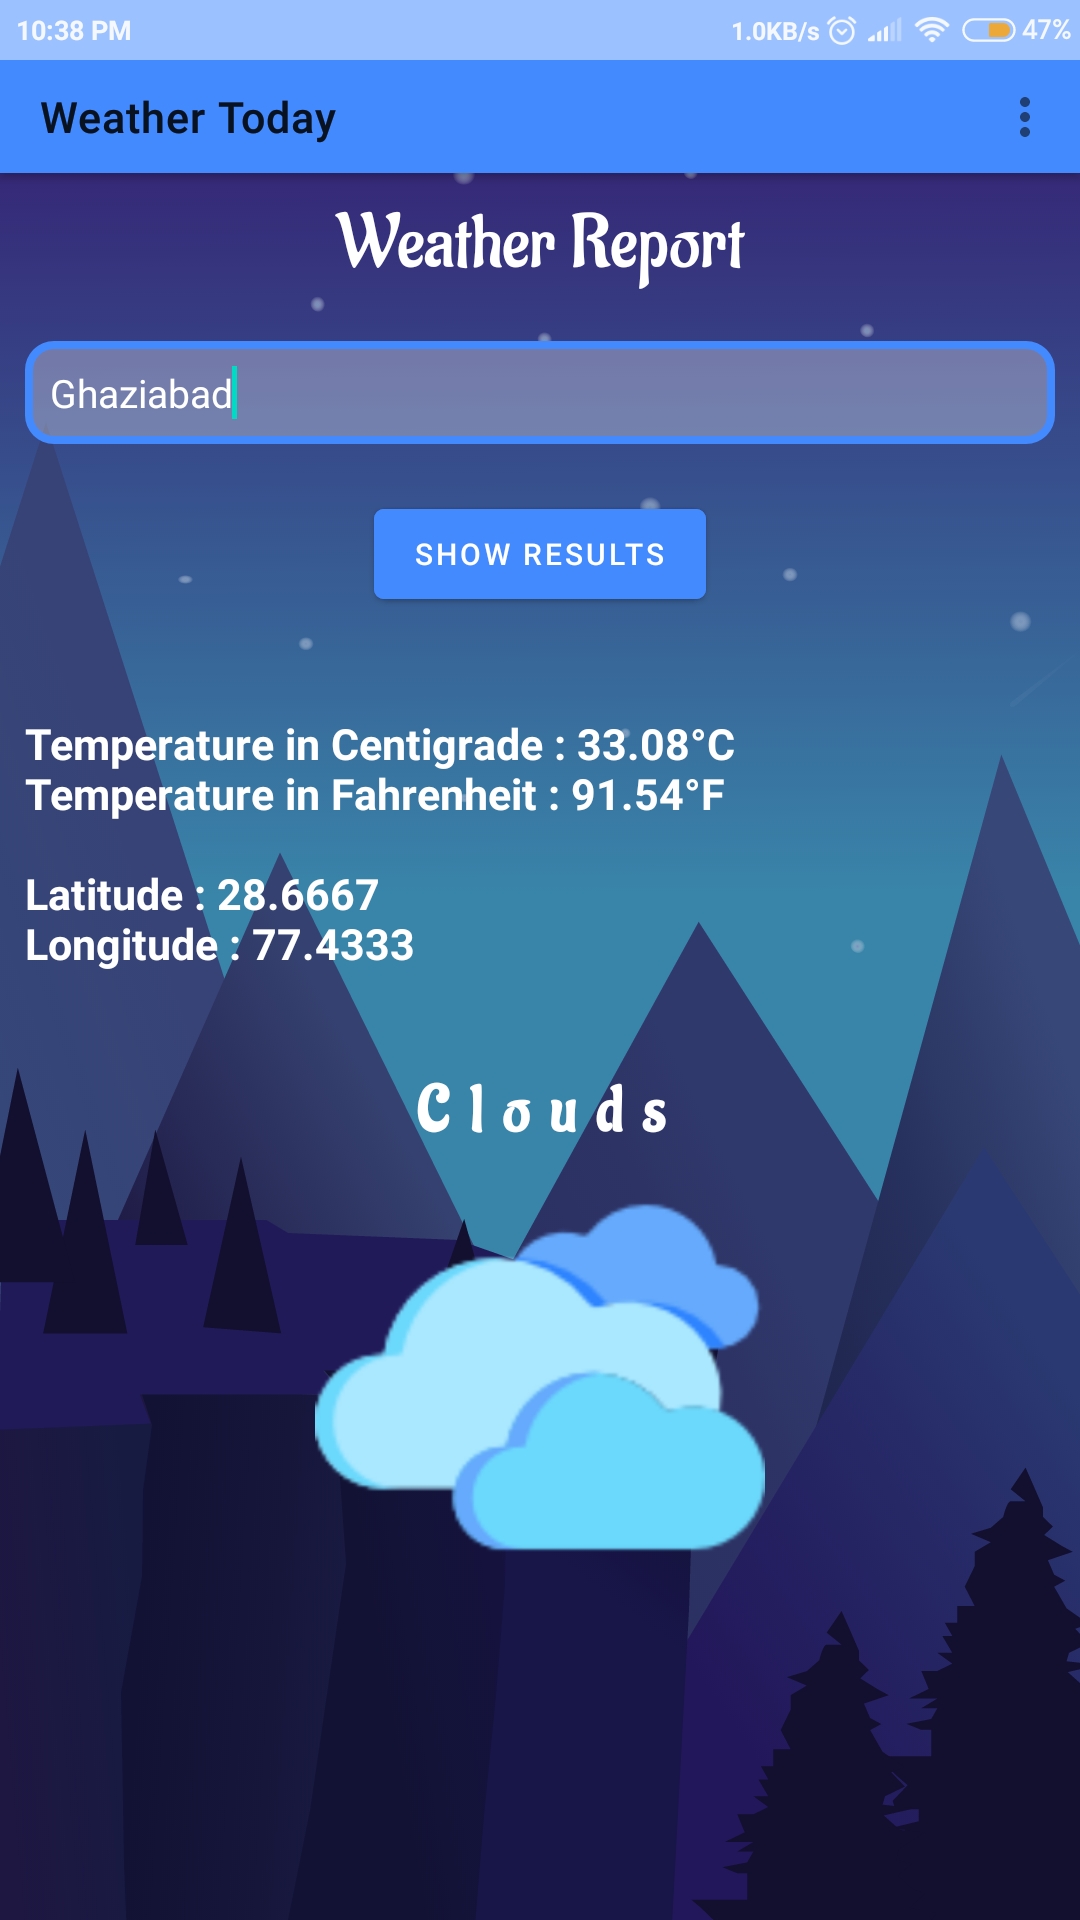 10:38 PM 1.0KB/s 47%
Weather Today
Weather Report
Ghaziabad
SHOW RESULTS
Temperature in Centigrade : 33.08°C
Temperature in Fahrenheit : 91.54°F
Latitude : 28.6667
Longitude : 77.4333
Clouds